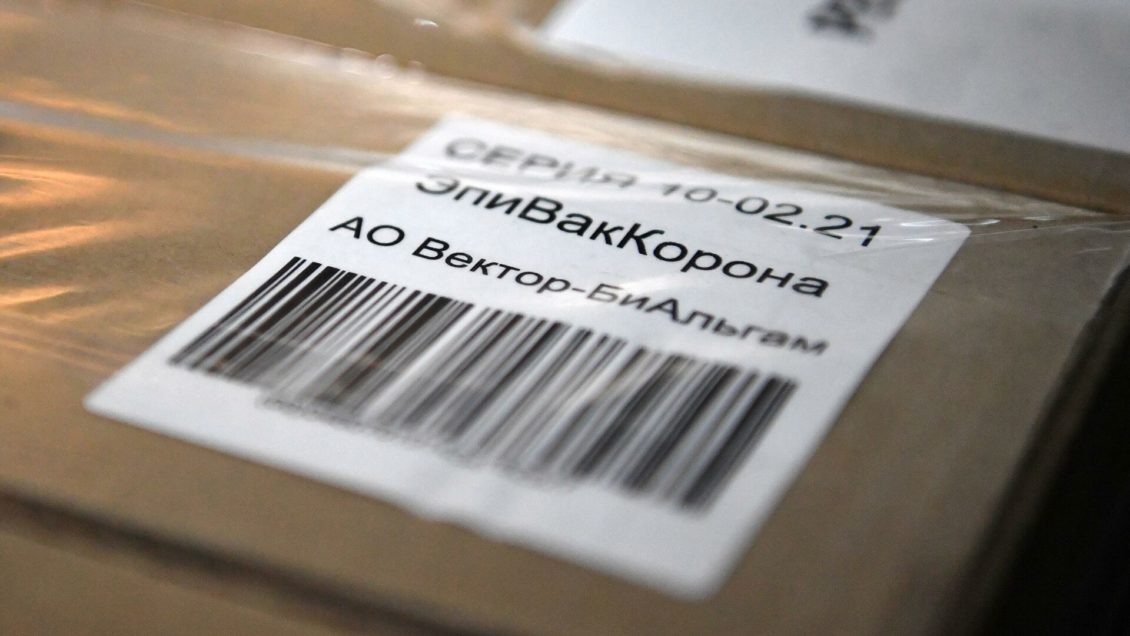 СЕРИЯ 10-02.21
ЭпиВакКорона
АО Вектор-БиАльгам